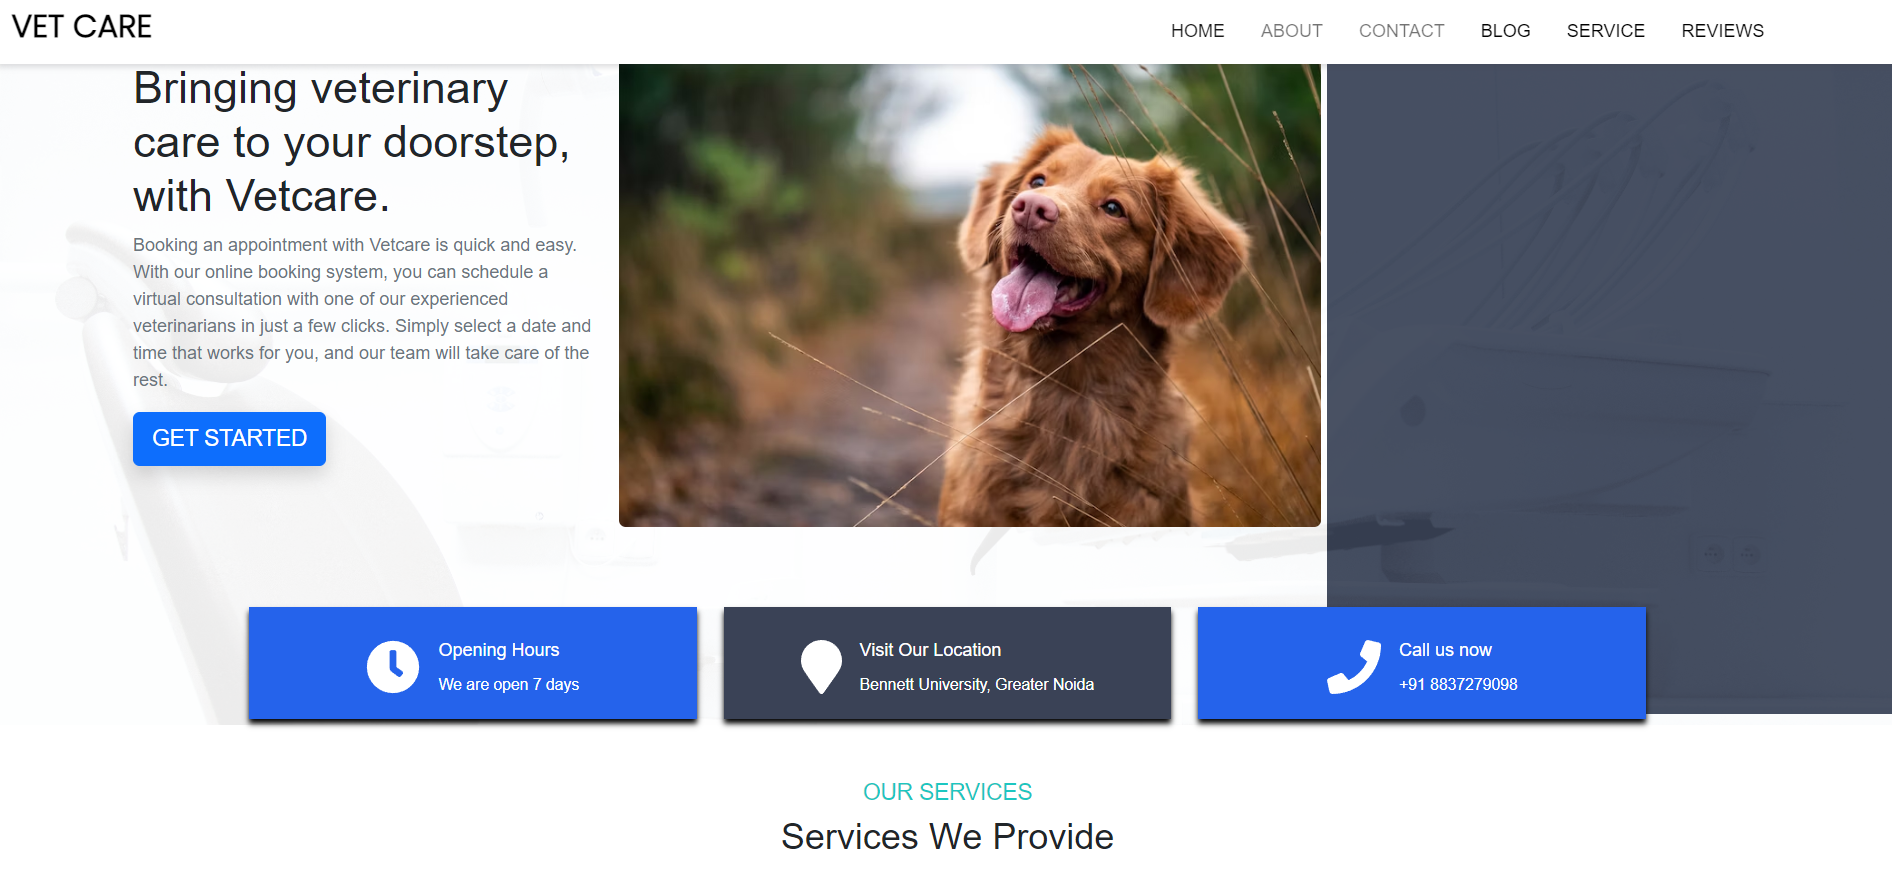 VET CARE
HOME ABOUT CONTACT BLOG SERVICE REVIEWS
Bringing veterinary
care to your doorstep,
with Vetcare.
Booking an appointment with Vetcare is quick and easy.
With our online booking system, you can schedule a
virtual consultation with one of our experienced
veterinarians in just a few clicks. Simply select a date and
time that works for you, and our team will take care of the
rest.
GET STARTED
Opening Hours
We are open 7 days
Visit Our Location
Bennett University, Greater Noida
Call us now
+91 8837279098
OUR SERVICES
Services We Provide